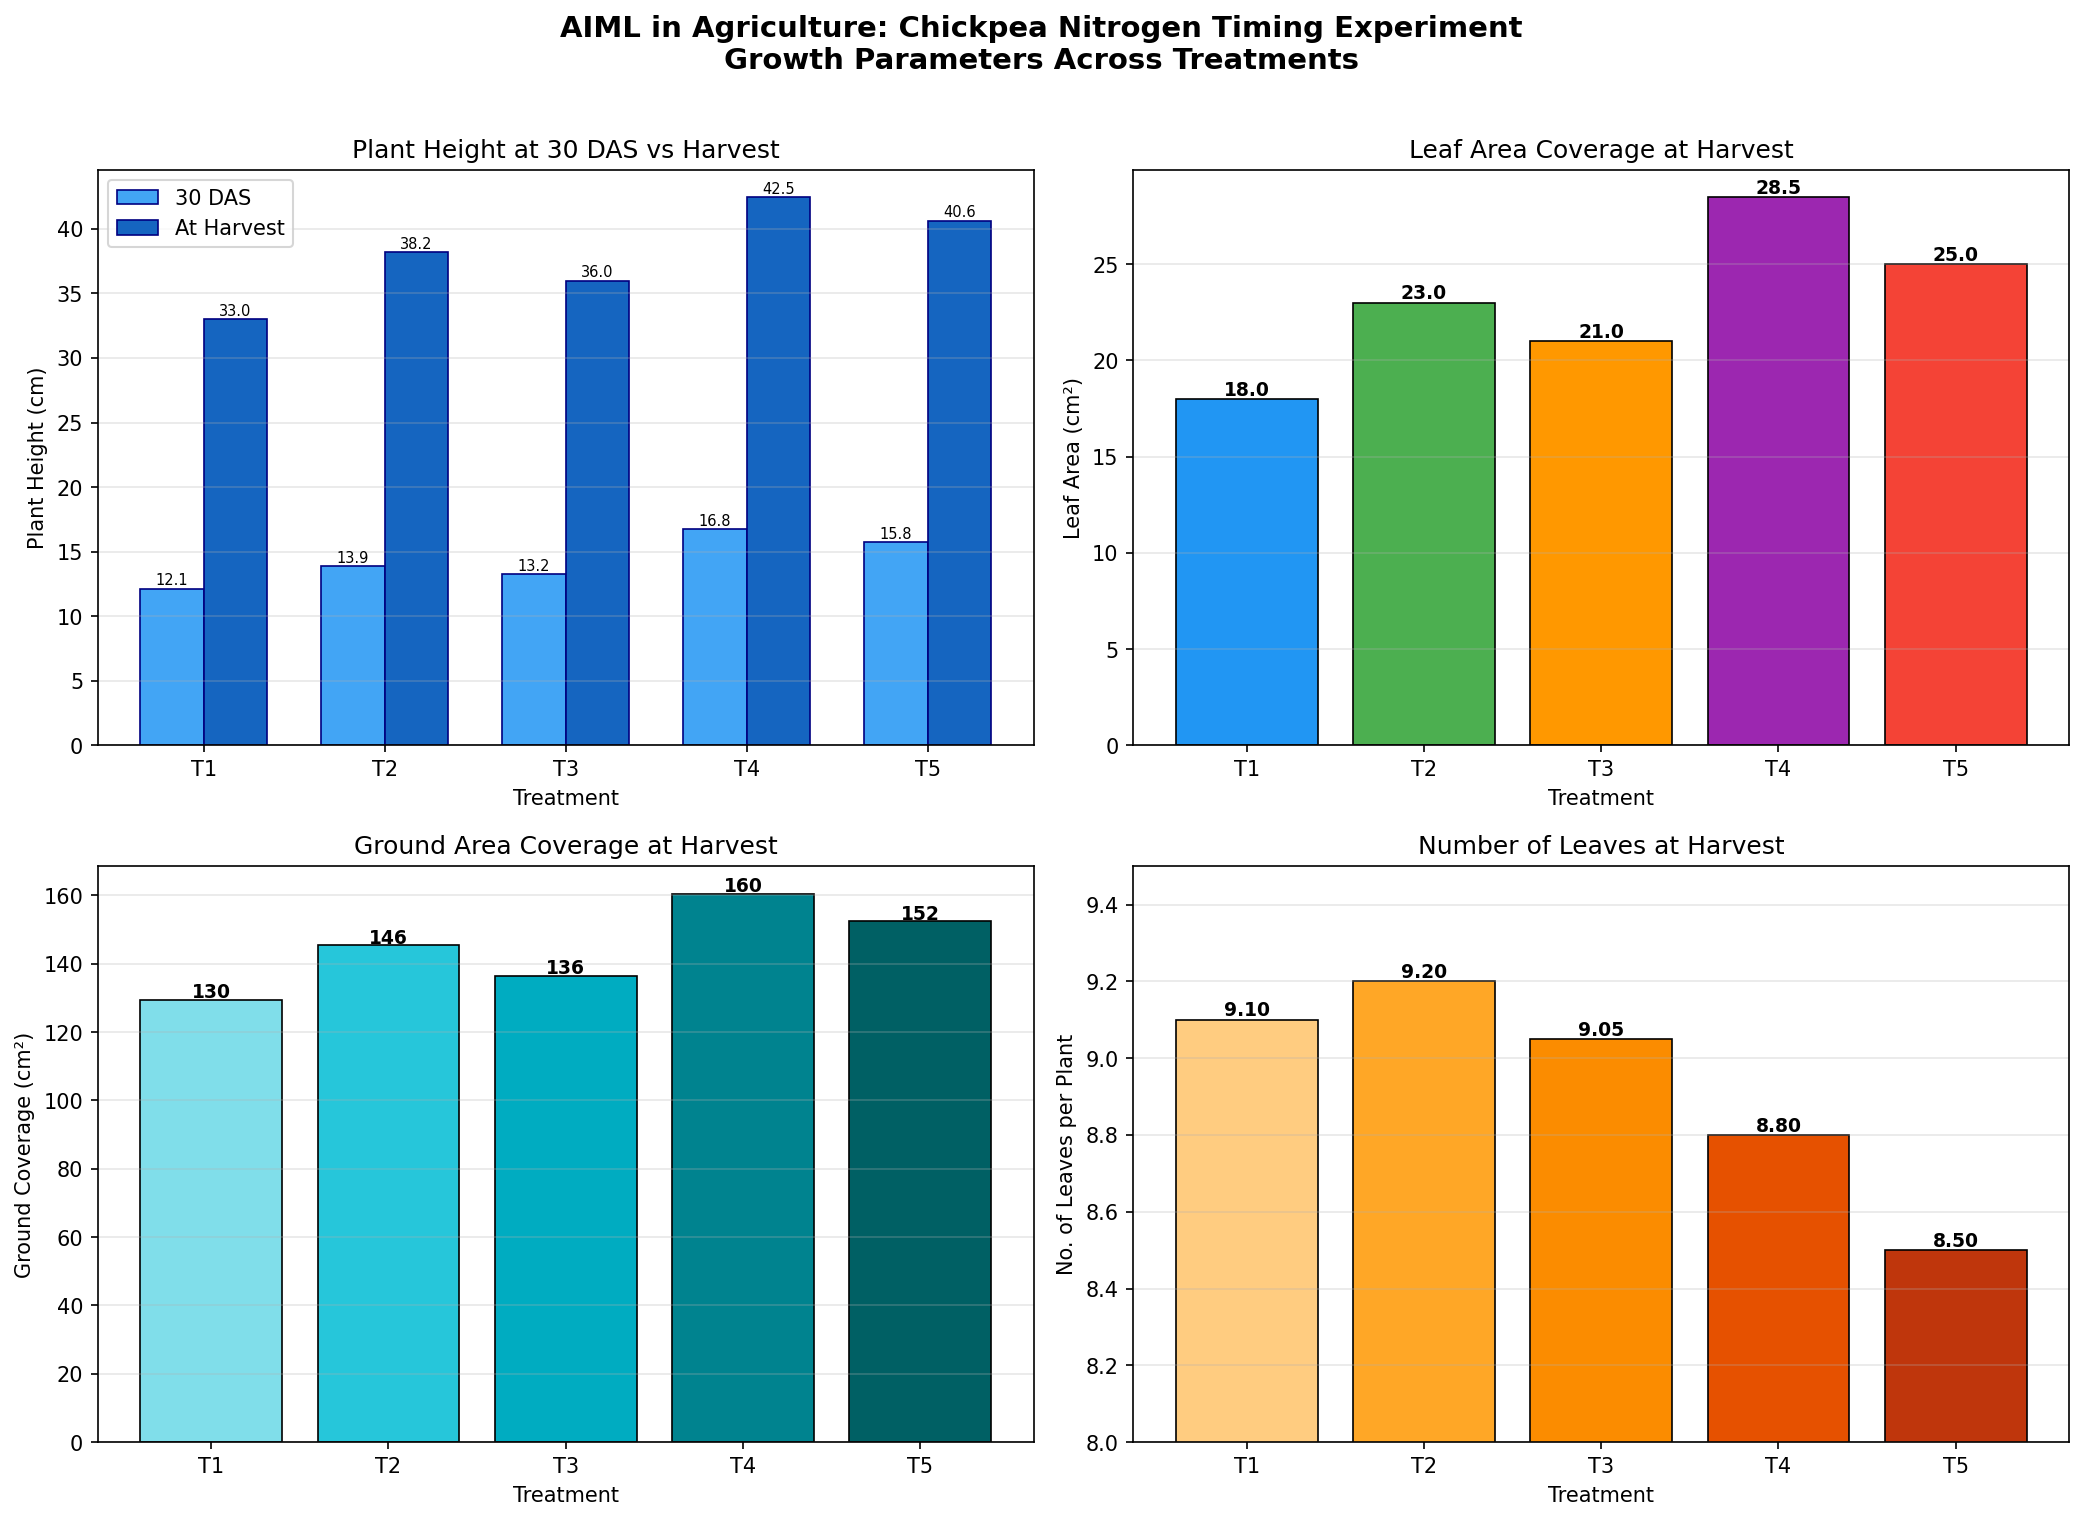 AIML in Agriculture: Chickpea Nitrogen Timing Experiment
Growth Parameters Across Treatments
Plant Height at 30 DAS vs Harvest
30 DAS
At Harvest
Plant Height (cm)
40
35
30
25
20
15
10
5
0
12.1
33.0
13.9
38.2
13.2
36.0
16.8
42.5
15.8
40.6
T1
T2
T3
T4
T5
Treatment
Leaf Area Coverage at Harvest
Leaf Area (cm²)
25
20
15
10
5
0
18.0
23.0
21.0
28.5
25.0
T1
T2
T3
T4
T5
Treatment
Ground Area Coverage at Harvest
Ground Coverage (cm²)
160
140
120
100
80
60
40
20
0
130
146
136
160
152
T1
T2
T3
T4
T5
Treatment
Number of Leaves at Harvest
No. of Leaves per Plant
9.4
9.2
9.0
8.8
8.6
8.4
8.2
8.0
9.10
9.20
9.05
8.80
8.50
T1
T2
T3
T4
T5
Treatment